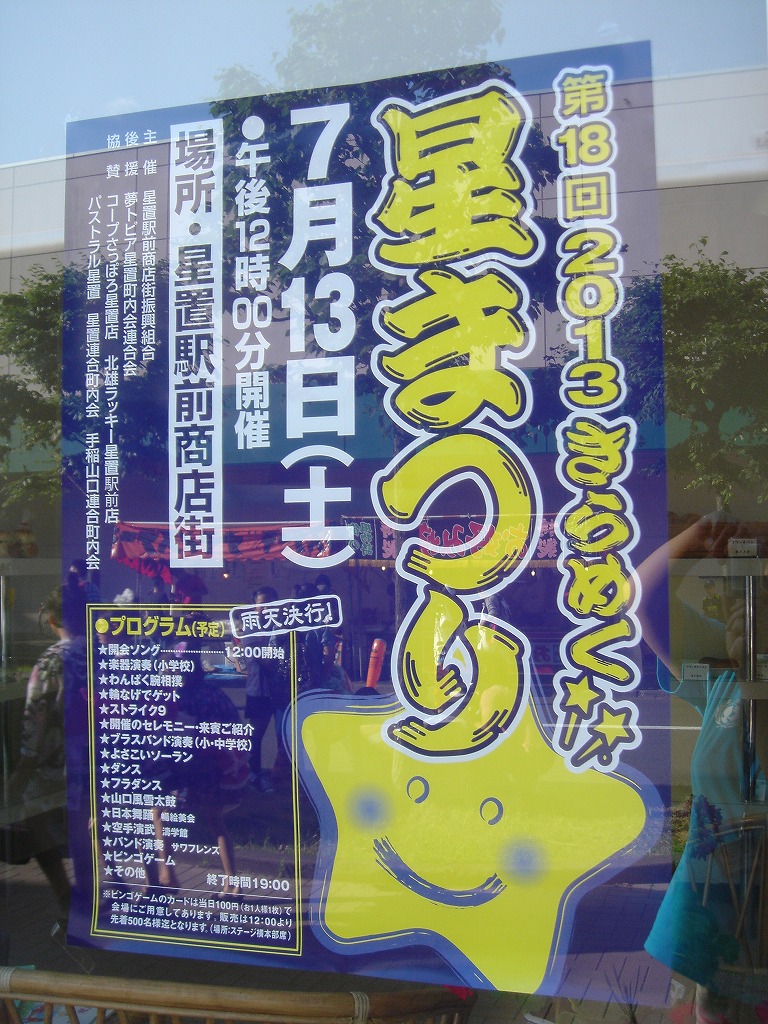 第18回2013きらめく
星まつり
7月13日(土)
●午後12時00分開催
場所・星置駅前商店街
主催 星置駅前商店街振興組合
後援 夢トピア星置町内会連合会
協賛 コープさっぽろ星置店 北雄ラッキー星置駅前店
パストラル星置 星置連合町内会 手稲山口連合町内会
雨天決行!
●プログラム(予定)
★開会ソング……………………12:00開始
★楽器演奏(小学校)
★わんぱく腕相撲
★輪なげでゲット
★ストライク9
★開催のセレモニー・来賓ご紹介
★ブラスバンド演奏(小・中学校)
★よさこいソーラン
★ダンス
★フラダンス
★山口風雪太鼓
★日本舞踊 絵美会
★空手演武 濤学館
★バンド演奏 サワフレンズ
★ビンゴゲーム
★その他
終了時間19:00
※ビンゴゲームのカードは当日100円(お1人様1枚)で
会場にご用意してあります。販売は12:00より
先着500名様迄となります。(場所:ステージ横本部席)